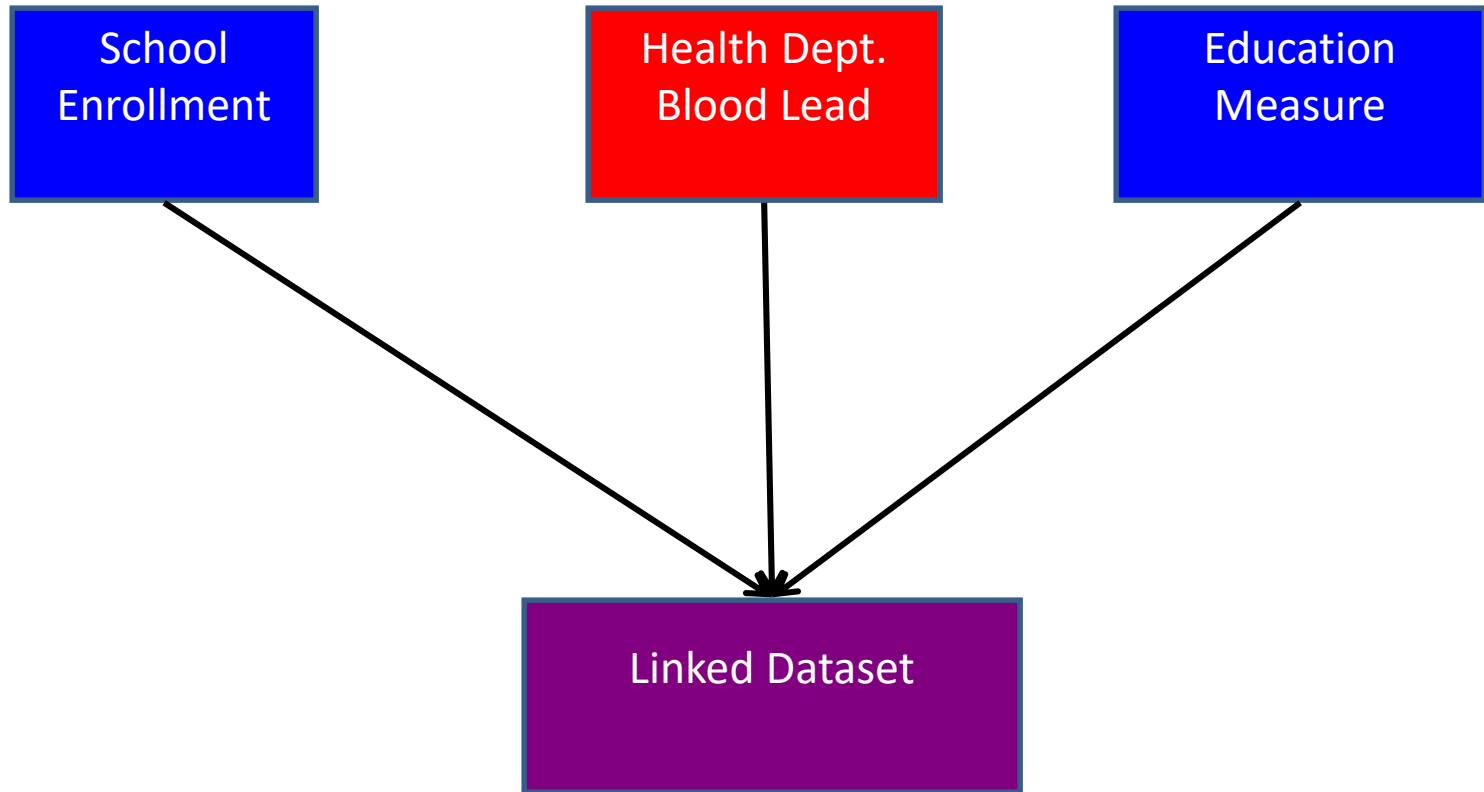 School
Enrollment
Health Dept.
Blood Lead
Education
Measure
Linked Dataset